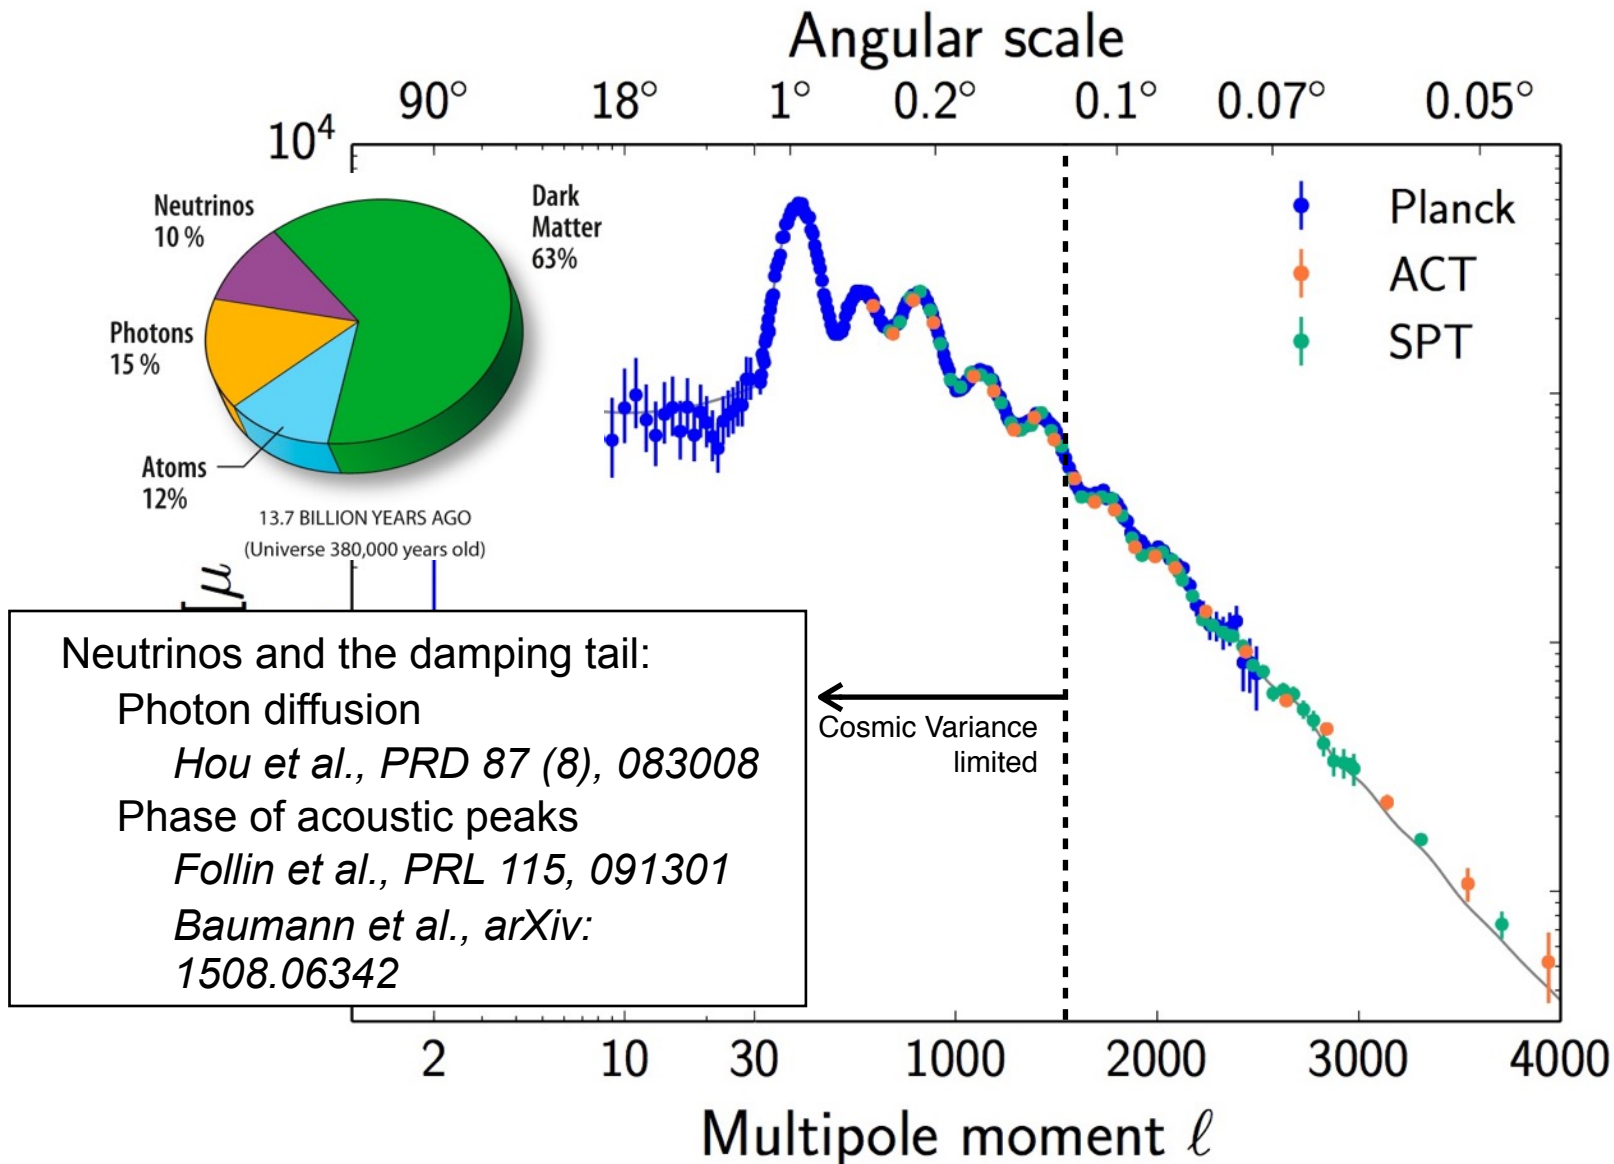 Angular scale
90° 18° 1° 0.2° 0.1° 0.07° 0.05°
10⁴
Planck
ACT
SPT
Neutrinos
10 %
Dark
Matter
63%
Photons
15 %
Atoms
12%
13.7 BILLION YEARS AGO
(Universe 380,000 years old)
[μ
Neutrinos and the damping tail:
Photon diffusion
Hou et al., PRD 87 (8), 083008
Phase of acoustic peaks
Follin et al., PRL 115, 091301
Baumann et al., arXiv:
1508.06342
Cosmic Variance
limited
2 10 30 1000 2000 3000 4000
Multipole moment ℓ